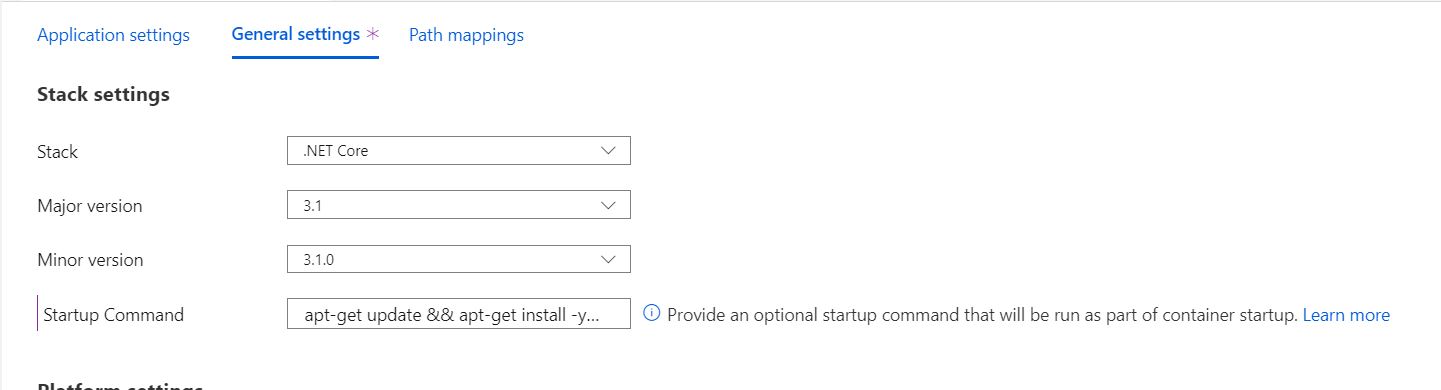 Application settings General settings * Path mappings
Stack settings
Stack .NET Core
Major version 3.1
Minor version 3.1.0
Startup Command apt-get update && apt-get install -y... Provide an optional startup command that will be run as part of container startup. Learn more
Platform settings